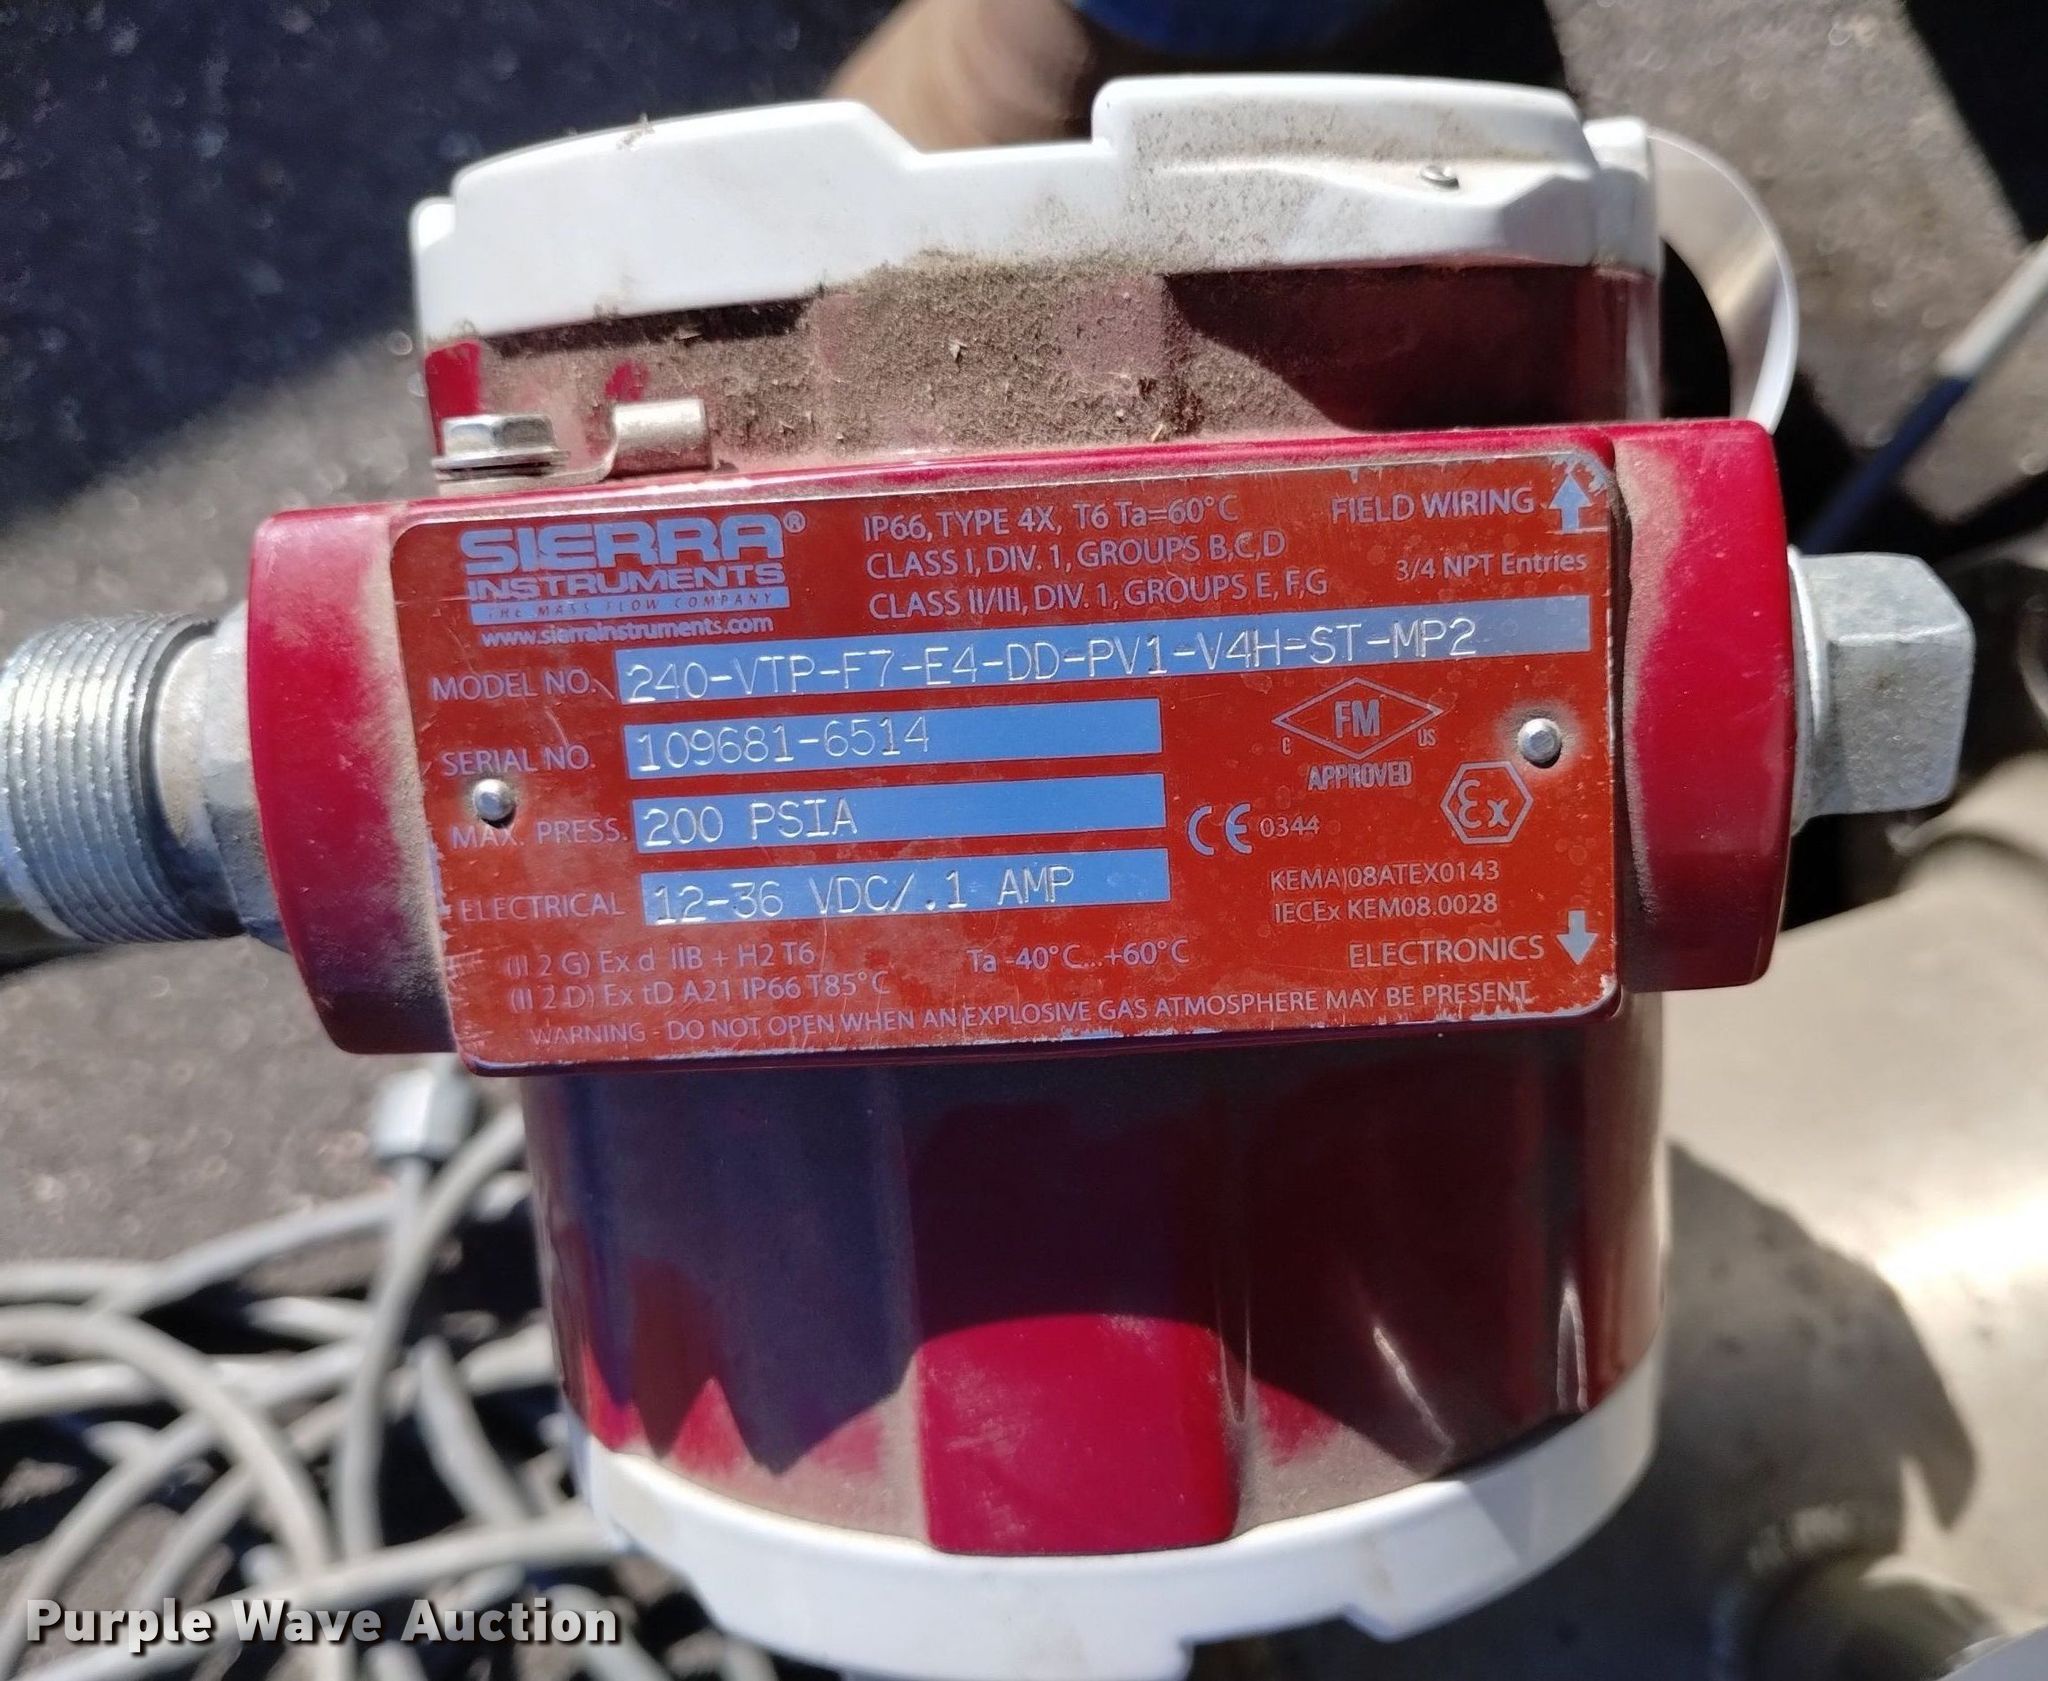 SIERRA®
INSTRUMENTS
THE MASS FLOW COMPANY
www.sierrainstruments.com
IP66, TYPE 4X, T6 Ta=60°C
CLASS I, DIV. 1, GROUPS B,C,D
CLASS II/III, DIV. 1, GROUPS E, F,G
FIELD WIRING
3/4 NPT Entries
MODEL NO. 240-VTP-F7-E4-DD-PV1-V4H-ST-MP2
SERIAL NO. 109681-6514
MAX. PRESS. 200 PSIA
ELECTRICAL 12-36 VDC/.1 AMP
FM
C US
APPROVED
CE 0344
Ex
KEMA)08ATEX0143
IECEx KEM08.0028
ELECTRONICS
(II 2 G) Ex d IIB + H2 T6 Ta -40°C...+60°C
(II 2 D) Ex tD A21 IP66 T85°C
WARNING - DO NOT OPEN WHEN AN EXPLOSIVE GAS ATMOSPHERE MAY BE PRESENT
Purple Wave Auction